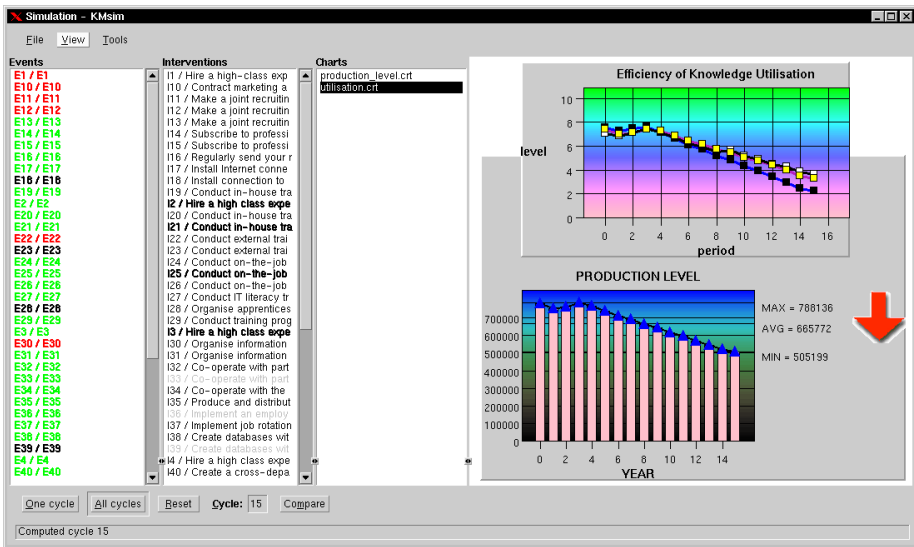 Simulation - KMsim
File View Tools
Events
E1 / E1
E10 / E10
E11 / E11
E12 / E12
E13 / E13
E14 / E14
E15 / E15
E16 / E16
E17 / E17
E18 / E18
E19 / E19
E2 / E2
E20 / E20
E21 / E21
E22 / E22
E23 / E23
E24 / E24
E25 / E25
E26 / E26
E27 / E27
E28 / E28
E29 / E29
E3 / E3
E30 / E30
E31 / E31
E32 / E32
E33 / E33
E34 / E34
E35 / E35
E36 / E36
E37 / E37
E38 / E38
E39 / E39
E4 / E4
E40 / E40
Interventions
I1 / Hire a high-class exp
I10 / Contract marketing a
I11 / Make a joint recruitin
I12 / Make a joint recruitin
I13 / Make a joint recruitin
I14 / Subscribe to professi
I15 / Subscribe to professi
I16 / Regularly send your r
I17 / Install Internet conne
I18 / Install connection to
I19 / Conduct in-house tra
I2 / Hire a high class expe
I20 / Conduct in-house tra
I21 / Conduct in-house tra
I22 / Conduct external trai
I23 / Conduct external trai
I24 / Conduct on-the-job
I25 / Conduct on-the-job
I26 / Conduct on-the-job
I27 / Conduct IT literacy tr
I28 / Organise apprentices
I29 / Conduct training prog
I3 / Hire a high class expe
I30 / Organise information
I31 / Organise information
I32 / Co-operate with part
I33 / Co-operate with part
I34 / Co-operate with the
I35 / Produce and distribut
I36 / Implement an employ
I37 / Implement job rotation
I38 / Create databases wit
I39 / Create databases wit
I4 / Hire a high class expe
I40 / Create a cross-depa
Charts
production_level.crt
utilisation.crt
Efficiency of Knowledge Utilisation
10
8
level
6
4
2
0
0 2 4 6 8 10 12 14 16
period
PRODUCTION LEVEL
MAX = 788136
AVG = 665772
MIN = 505199
700000
600000
500000
400000
300000
200000
100000
0
0 2 4 6 8 10 12 14
YEAR
One cycle All cycles Reset Cycle: 15 Compare
Computed cycle 15